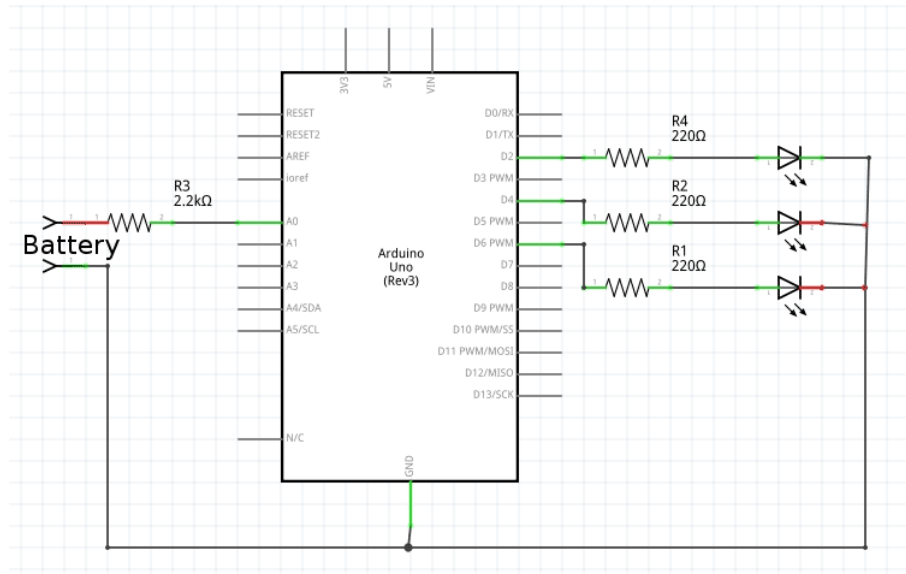 3V3
5V
VIN
RESET
RESET2
AREF
ioref
A0
A1
A2
A3
A4/SDA
A5/SCL
N/C
D0/RX
D1/TX
D2
D3 PWM
D4
D5 PWM
D6 PWM
D7
D8
D9 PWM
D10 PWM/SS
D11 PWM/MOSI
D12/MISO
D13/SCK
GND
Arduino
Uno
(Rev3)
R3
2.2kΩ
Battery
R4
220Ω
R2
220Ω
R1
220Ω